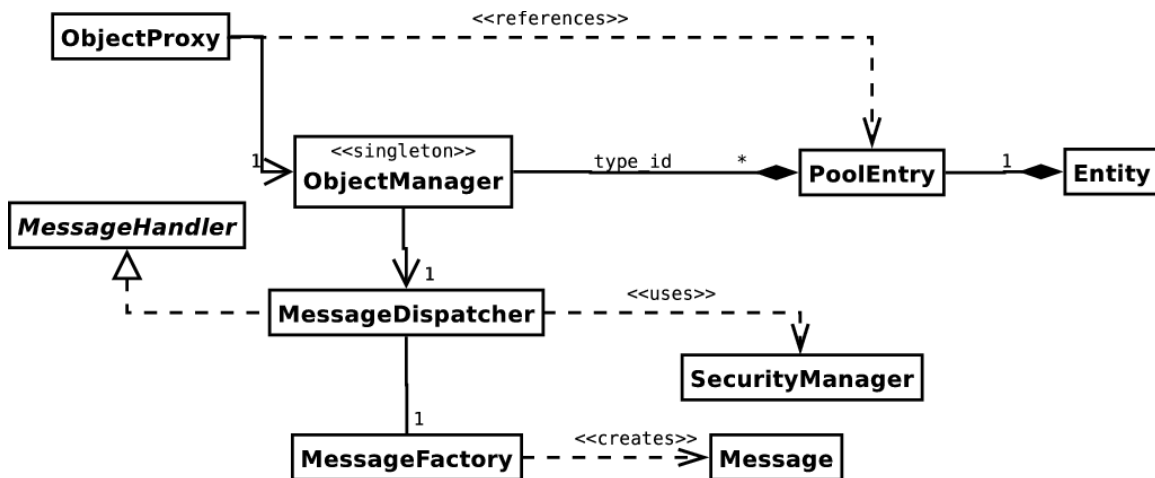 <<references>>
ObjectProxy
1
<<singleton>>
ObjectManager
type_id
*
PoolEntry
1
Entity
MessageHandler
1
MessageDispatcher
<<uses>>
SecurityManager
1
MessageFactory
<<creates>>
Message